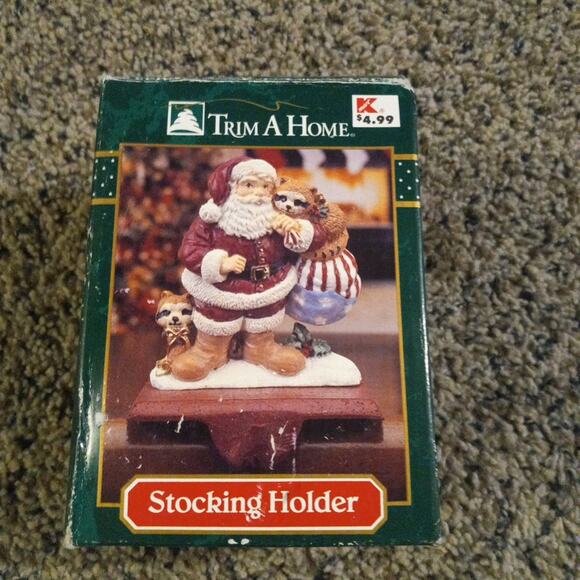 TRIM A HOME®
K®
$4.99
Stocking Holder